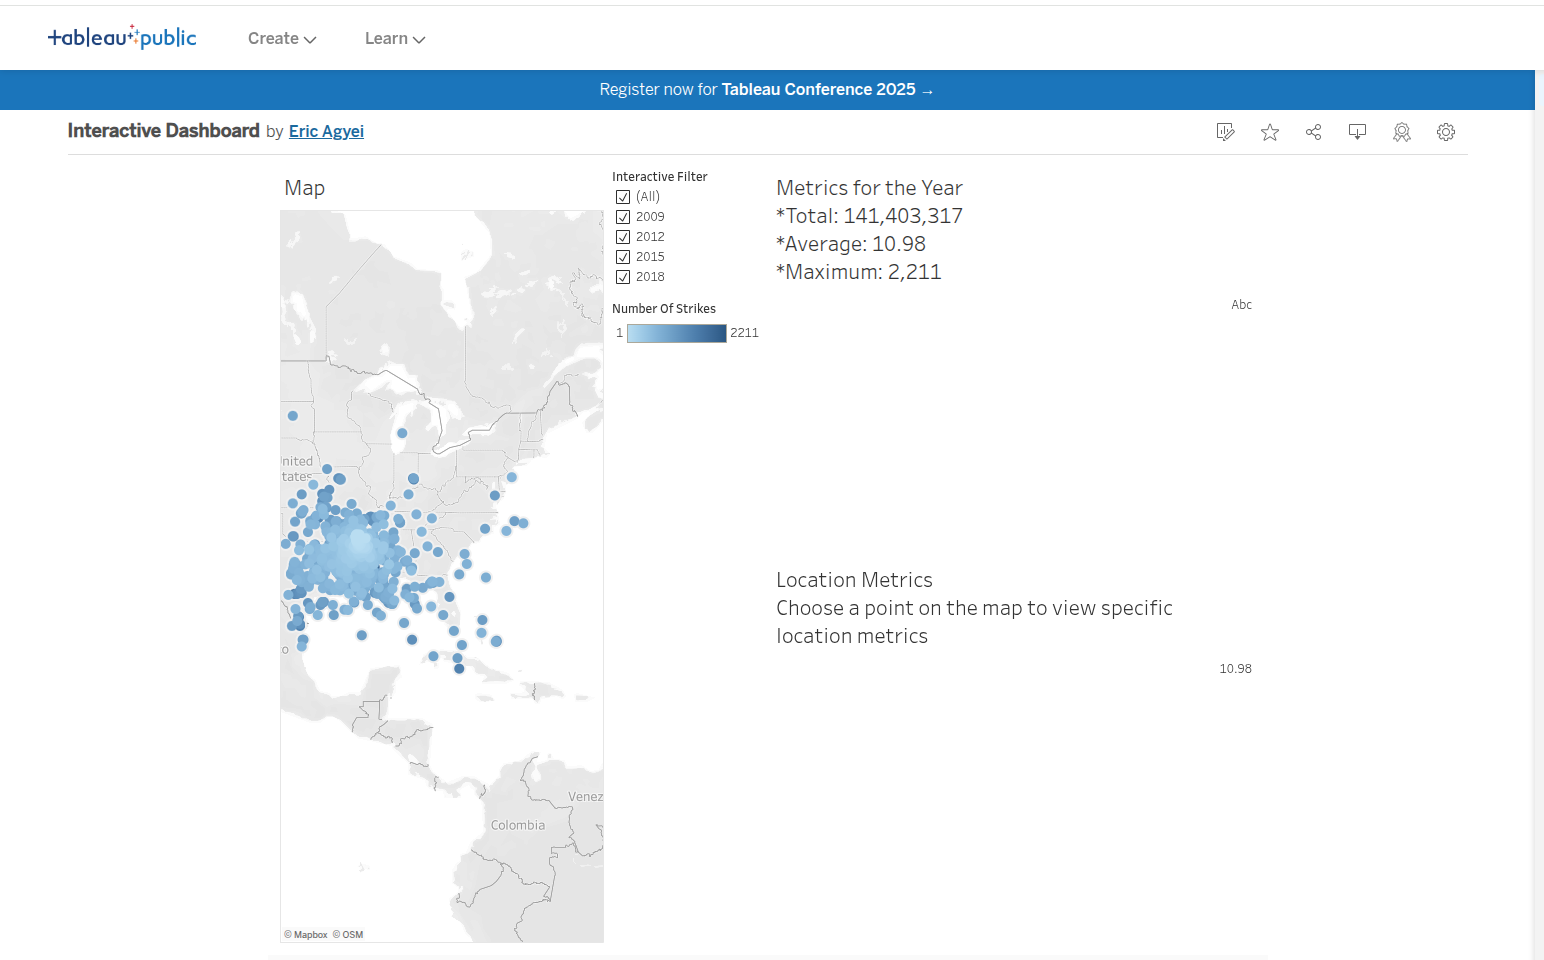 tableau public
Create
Learn
Register now for Tableau Conference 2025 →
Interactive Dashboard by Eric Agyei
Map
Interactive Filter
(All)
2009
2012
2015
2018
Number Of Strikes
1
2211
Metrics for the Year
*Total: 141,403,317
*Average: 10.98
*Maximum: 2,211
Abc
nited
tates
o
Venez
Colombia
© Mapbox © OSM
Location Metrics
Choose a point on the map to view specific
location metrics
10.98